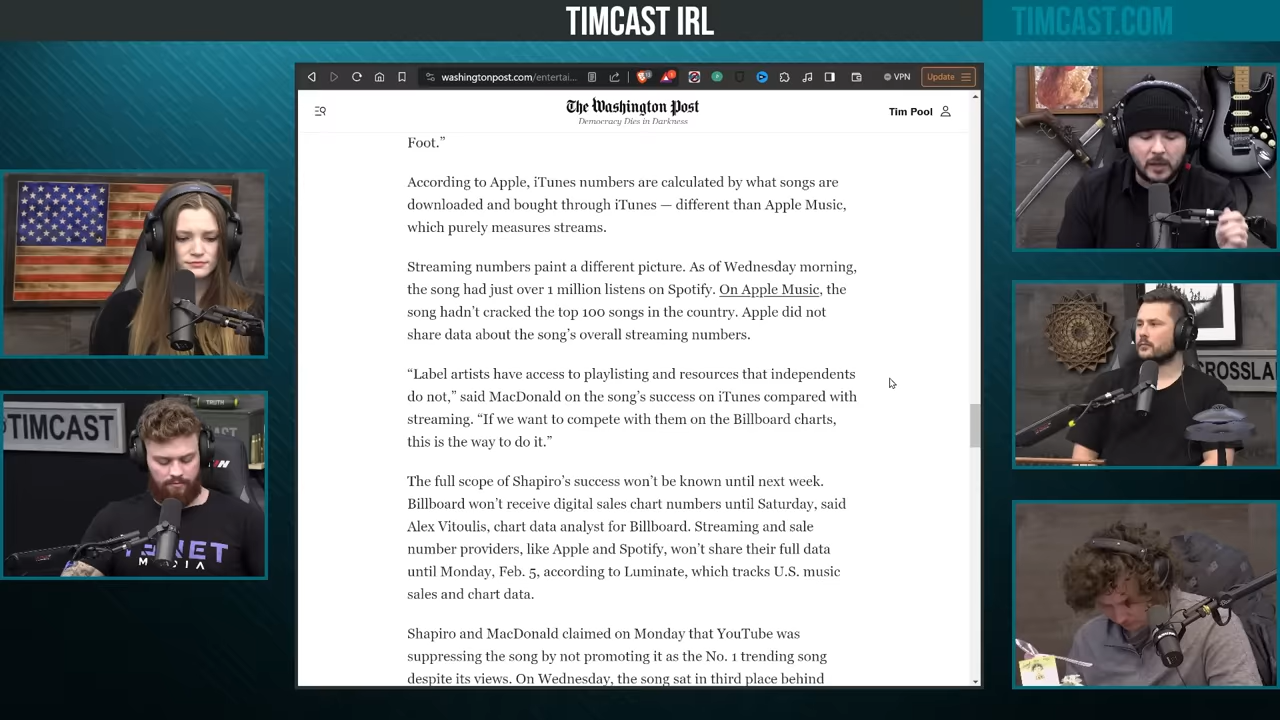 TIMCAST IRL
TIMCAST.COM
washingtonpost.com/entertai...
VPN
Update
The Washington Post
Democracy Dies in Darkness
Tim Pool
Foot.”
According to Apple, iTunes numbers are calculated by what songs are
downloaded and bought through iTunes — different than Apple Music,
which purely measures streams.
Streaming numbers paint a different picture. As of Wednesday morning,
the song had just over 1 million listens on Spotify. On Apple Music, the
song hadn’t cracked the top 100 songs in the country. Apple did not
share data about the song’s overall streaming numbers.
“Label artists have access to playlisting and resources that independents
do not,” said MacDonald on the song’s success on iTunes compared with
streaming. “If we want to compete with them on the Billboard charts,
this is the way to do it.”
The full scope of Shapiro’s success won’t be known until next week.
Billboard won’t receive digital sales chart numbers until Saturday, said
Alex Vitoulis, chart data analyst for Billboard. Streaming and sale
number providers, like Apple and Spotify, won’t share their full data
until Monday, Feb. 5, according to Luminate, which tracks U.S. music
sales and chart data.
Shapiro and MacDonald claimed on Monday that YouTube was
suppressing the song by not promoting it as the No. 1 trending song
despite its views. On Wednesday, the song sat in third place behind
@TIMCAST
TRUTH
MEDIA
CROSSLA